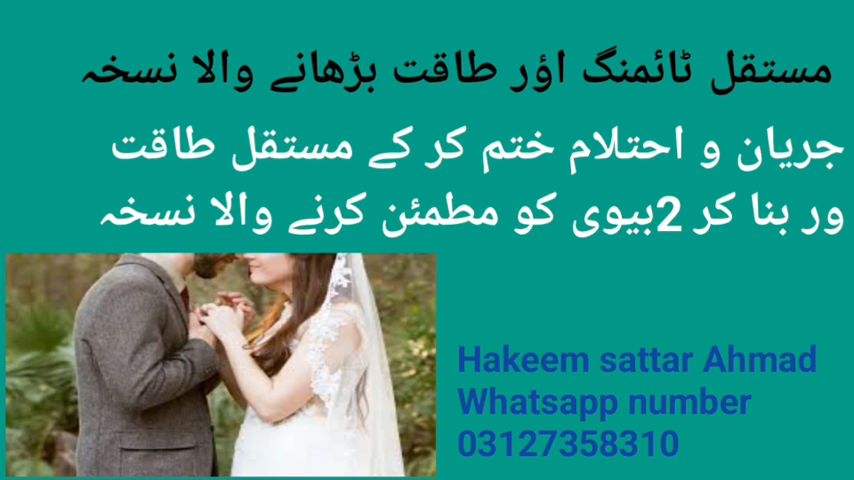 مستقل ٹائمنگ اؤر طاقت بڑھانے والا نسخہ
جریان و احتلام ختم کر کے مستقل طاقت
ور بنا کر 2بیوی کو مطمئن کرنے والا نسخہ
Hakeem sattar Ahmad
Whatsapp number
03127358310